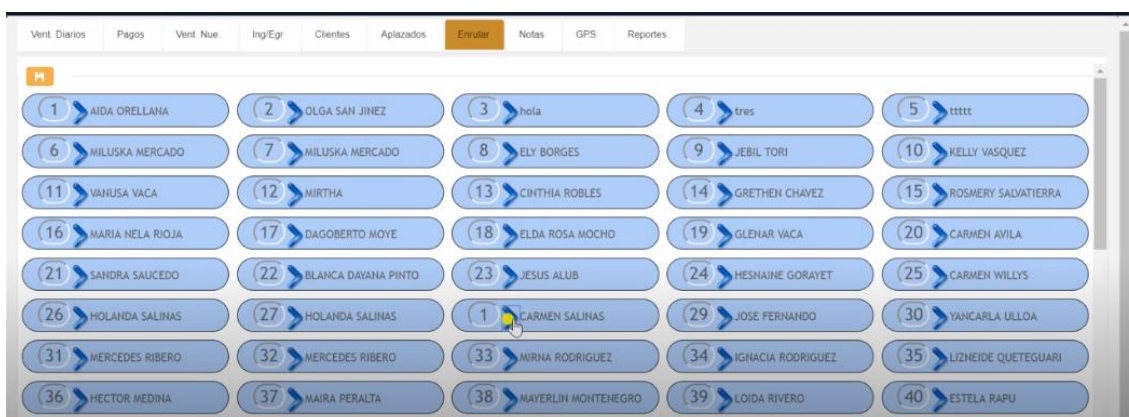 Vent. Diarios Pagos Vent. Nue. Ing/Egr Clientes Aplazados Enrutar Notas GPS Reportes
1 AIDA ORELLANA 2 OLGA SAN JINEZ 3 hola 4 tres 5 ttttt
6 MILUSKA MERCADO 7 MILUSKA MERCADO 8 ELY BORGES 9 JEBIL TORI 10 KELLY VASQUEZ
11 VANUSA VACA 12 MIRTHA 13 CINTHIA ROBLES 14 GRETHEN CHAVEZ 15 ROSMERY SALVATIERRA
16 MARIA NELA RIOJA 17 DAGOBERTO MOYE 18 ELDA ROSA MOCHO 19 GLENAR VACA 20 CARMEN AVILA
21 SANDRA SAUCEDO 22 BLANCA DAYANA PINTO 23 JESUS ALUB 24 HESNAINE GORAYET 25 CARMEN WILLYS
26 HOLANDA SALINAS 27 HOLANDA SALINAS 1 CARMEN SALINAS 29 JOSE FERNANDO 30 YANCARLA ULLOA
31 MERCEDES RIBERO 32 MERCEDES RIBERO 33 MIRNA RODRIGUEZ 34 IGNACIA RODRIGUEZ 35 LIZNEIDE QUETEGUARI
36 HECTOR MEDINA 37 MAIRA PERALTA 38 MAYERLIN MONTENEGRO 39 LOIDA RIVERO 40 ESTELA RAPU